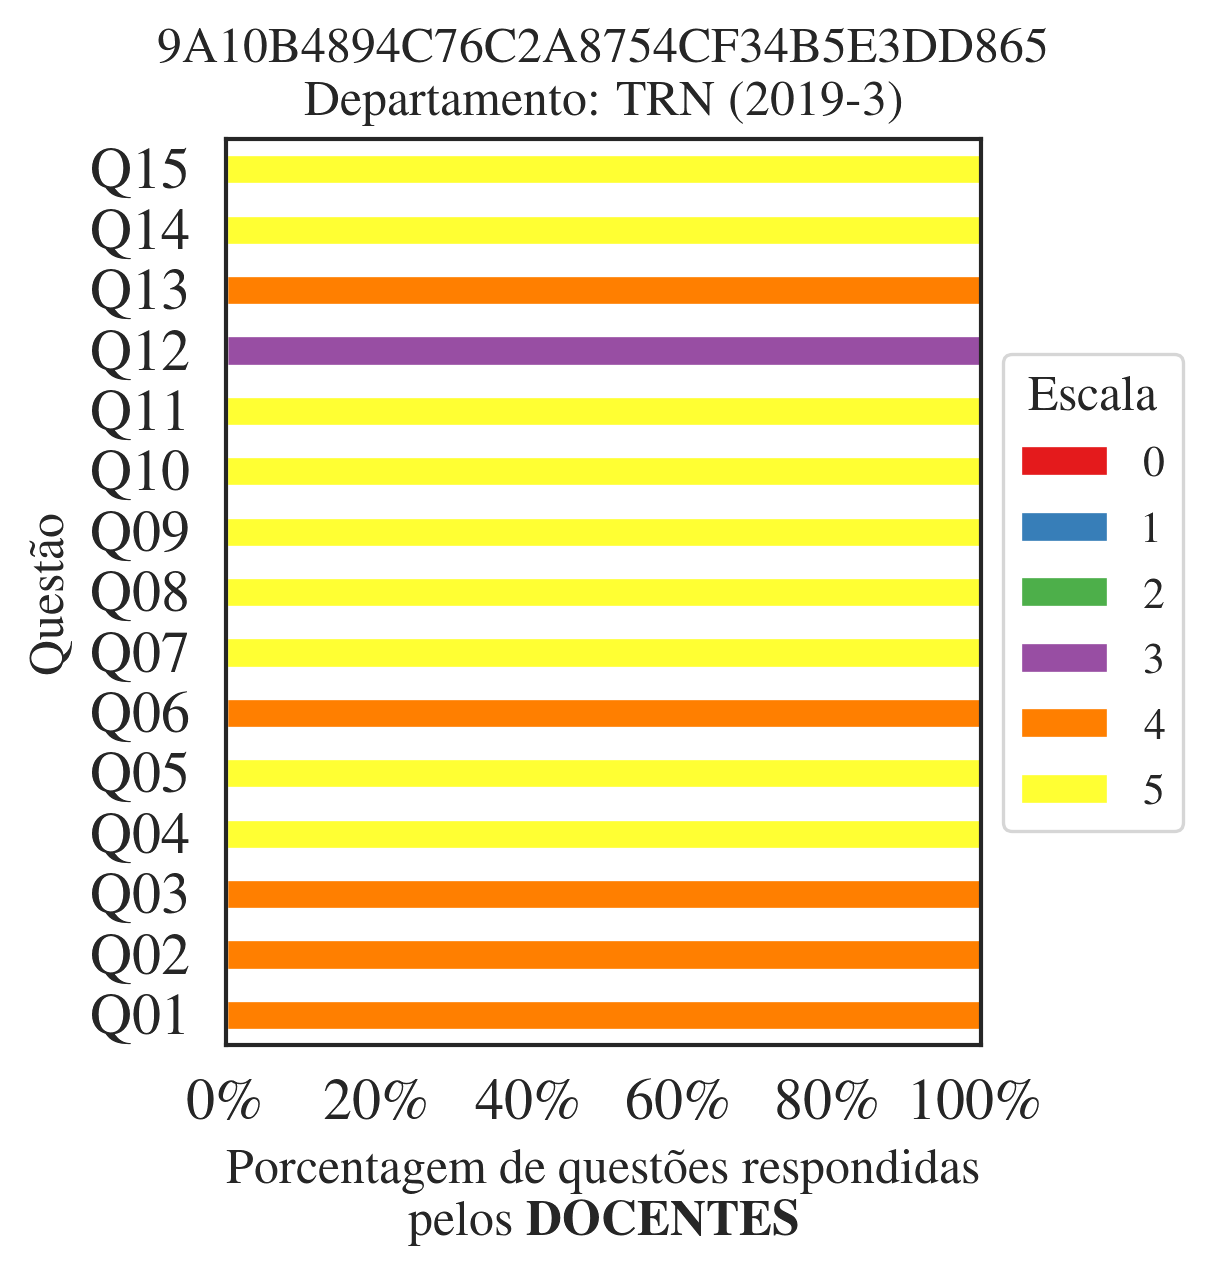 9A10B4894C76C2A8754CF34B5E3DD865
Departamento: TRN (2019-3)
Questão
Q15
Q14
Q13
Q12
Q11
Q10
Q09
Q08
Q07
Q06
Q05
Q04
Q03
Q02
Q01
0% 20% 40% 60% 80% 100%
Porcentagem de questões respondidas
pelos DOCENTES
Escala
0
1
2
3
4
5